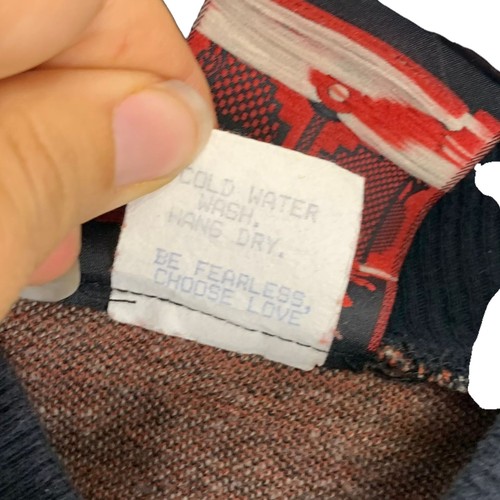 COLD WATER
WASH.
HANG DRY.
BE FEARLESS,
CHOOSE LOVE